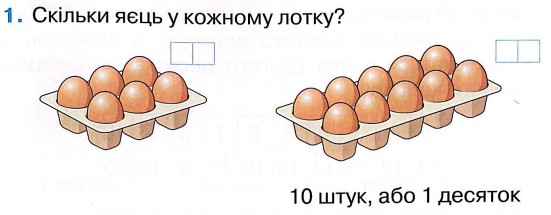 1. Скільки яєць у кожному лотку?
10 штук, або 1 десяток